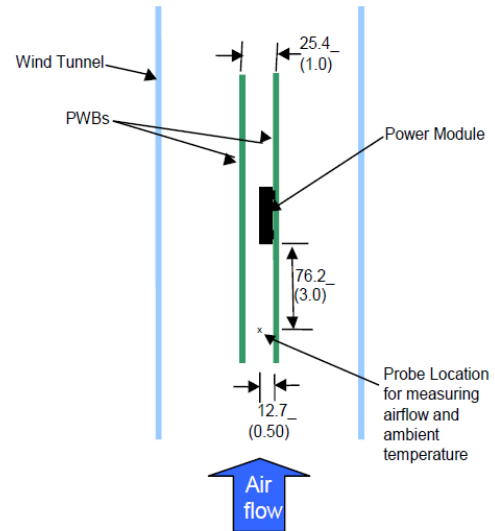 25.4_
(1.0)
Wind Tunnel
PWBs
Power Module
76.2_
(3.0)
x
Probe Location
for measuring
airflow and
ambient
temperature
12.7_
(0.50)
Air
flow